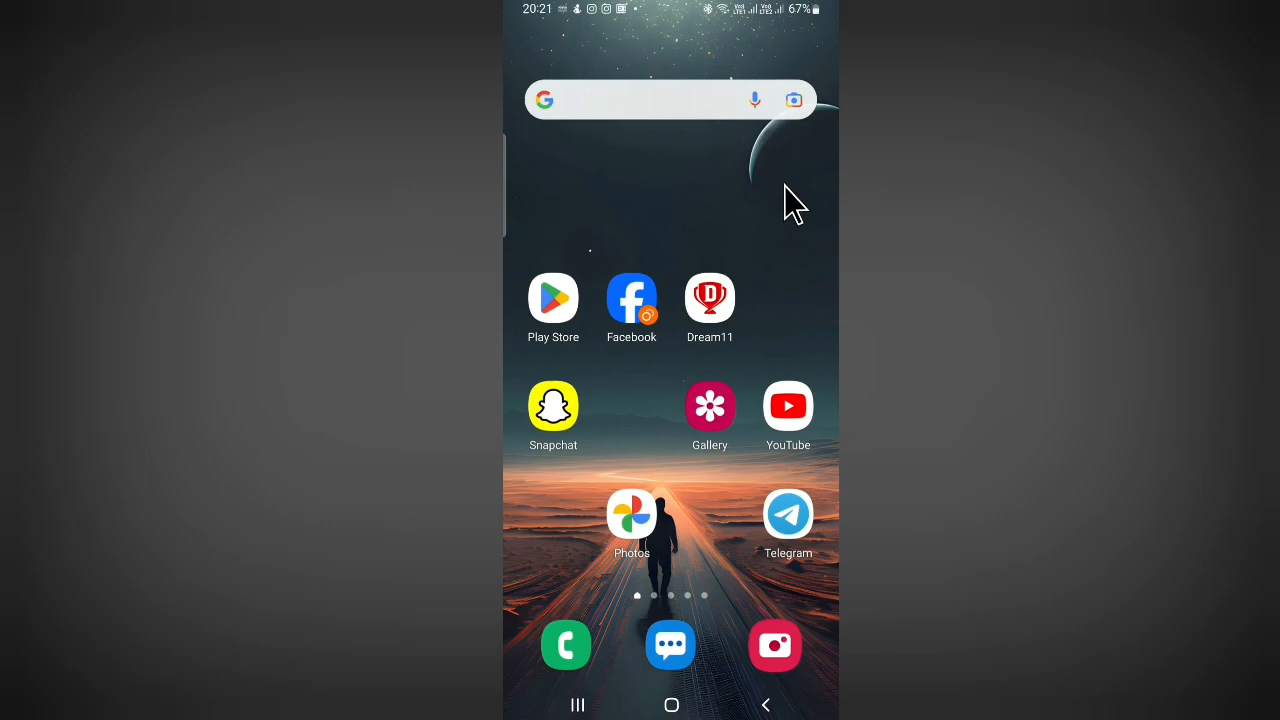 20:21 67%
Play Store Facebook Dream11
Snapchat Gallery YouTube
Photos Telegram